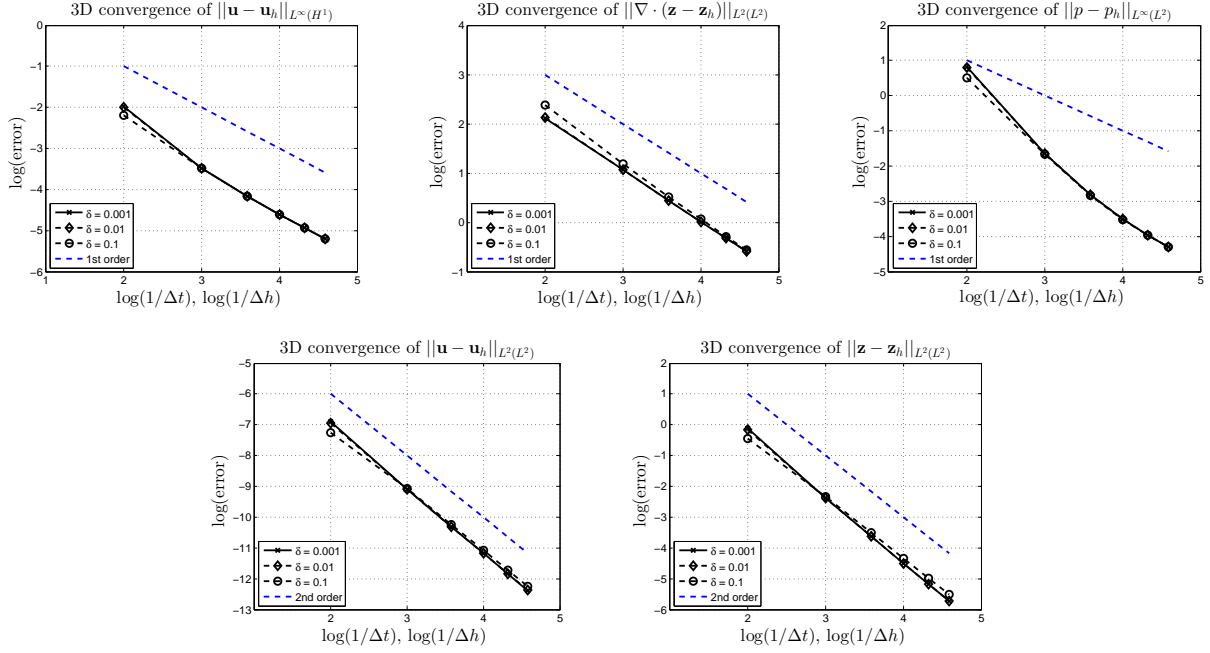 3D convergence of ||u − u_h||_{L^∞(H^1)}
0
−1
−2
−3
−4
−5
−6
log(error)
δ = 0.001
δ = 0.01
δ = 0.1
1st order
1 2 3 4 5
log(1/Δt), log(1/Δh)
3D convergence of ||∇ · (z − z_h)||_{L^2(L^2)}
4
3
2
1
0
−1
log(error)
δ = 0.001
δ = 0.01
δ = 0.1
1st order
1 2 3 4 5
log(1/Δt), log(1/Δh)
3D convergence of ||p − p_h||_{L^∞(L^2)}
2
1
0
−1
−2
−3
−4
−5
log(error)
δ = 0.001
δ = 0.01
δ = 0.1
1st order
1 2 3 4 5
log(1/Δt), log(1/Δh)
3D convergence of ||u − u_h||_{L^2(L^2)}
−5
−6
−7
−8
−9
−10
−11
−12
−13
log(error)
δ = 0.001
δ = 0.01
δ = 0.1
2nd order
2 3 4 5
log(1/Δt), log(1/Δh)
3D convergence of ||z − z_h||_{L^2(L^2)}
2
1
0
−1
−2
−3
−4
−5
−6
log(error)
δ = 0.001
δ = 0.01
δ = 0.1
2nd order
2 3 4 5
log(1/Δt), log(1/Δh)